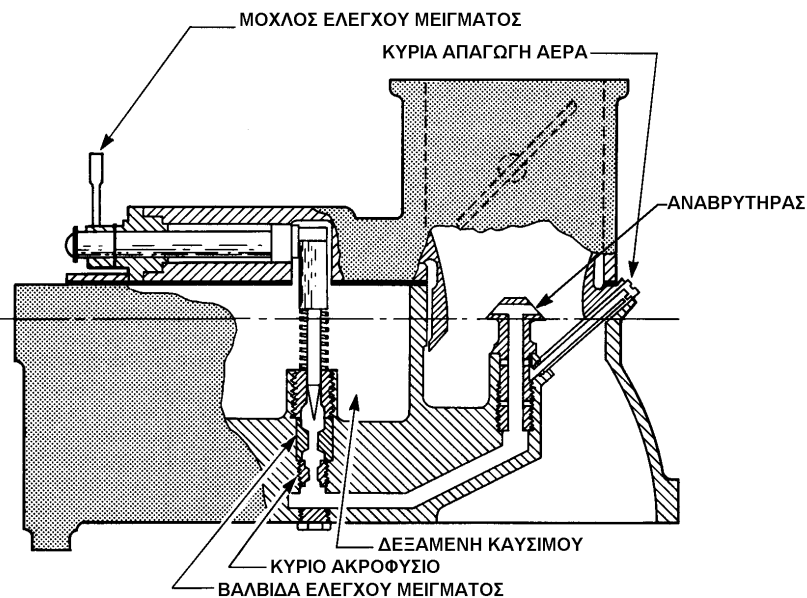 ΜΟΧΛΟΣ ΕΛΕΓΧΟΥ ΜΕΙΓΜΑΤΟΣ
ΚΥΡΙΑ ΑΠΑΓΩΓΗ ΑΕΡΑ
ΑΝΑΒΡΥΤΗΡΑΣ
ΔΕΞΑΜΕΝΗ ΚΑΥΣΙΜΟΥ
ΚΥΡΙΟ ΑΚΡΟΦΥΣΙΟ
ΒΑΛΒΙΔΑ ΕΛΕΓΧΟΥ ΜΕΙΓΜΑΤΟΣ